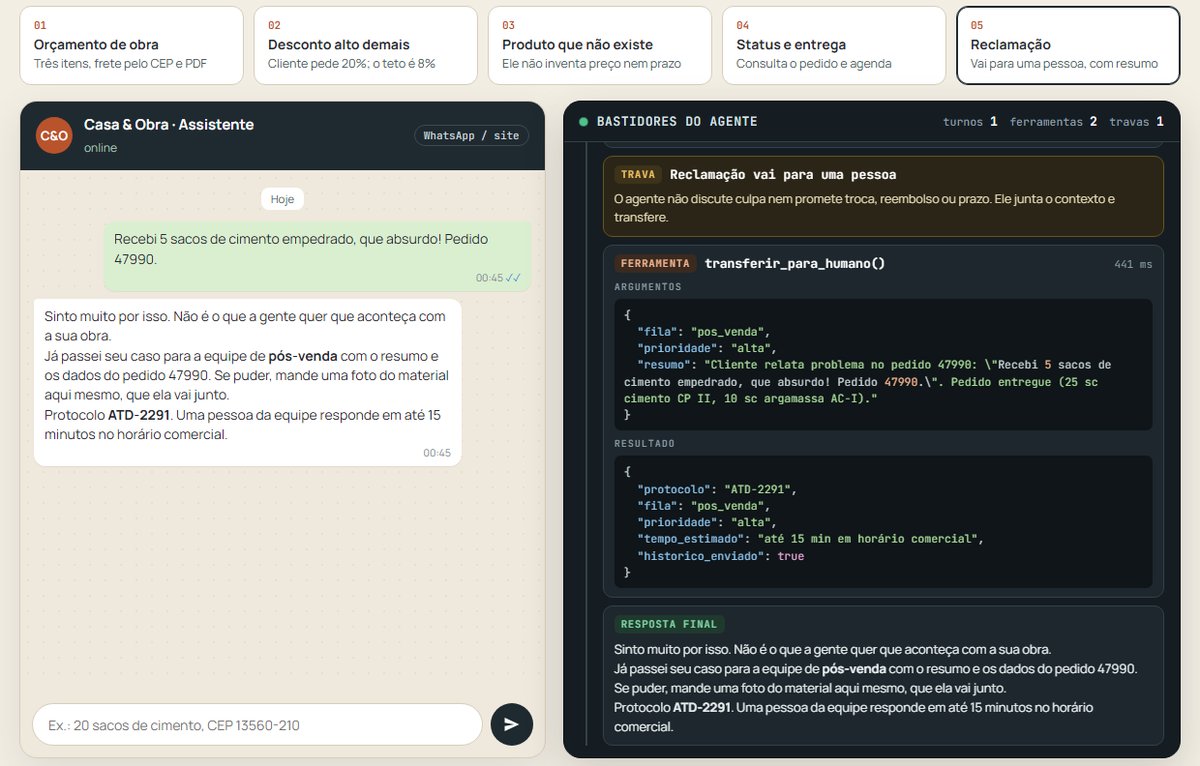 01
Orçamento de obra
Três itens, frete pelo CEP e PDF
02
Desconto alto demais
Cliente pede 20%; o teto é 8%
03
Produto que não existe
Ele não inventa preço nem prazo
04
Status e entrega
Consulta o pedido e agenda
05
Reclamação
Vai para uma pessoa, com resumo
C&O
Casa & Obra · Assistente
online
WhatsApp / site
Hoje
Recebi 5 sacos de cimento empedrado, que absurdo! Pedido
47990.
00:45 ✓✓
Sinto muito por isso. Não é o que a gente quer que aconteça com
a sua obra.
Já passei seu caso para a equipe de pós-venda com o resumo e
os dados do pedido 47990. Se puder, mande uma foto do material
aqui mesmo, que ela vai junto.
Protocolo ATD-2291. Uma pessoa da equipe responde em até 15
minutos no horário comercial.
00:45
Ex.: 20 sacos de cimento, CEP 13560-210
BASTIDORES DO AGENTE
turnos 1 ferramentas 2 travas 1
TRAVA Reclamação vai para uma pessoa
O agente não discute culpa nem promete troca, reembolso ou prazo. Ele junta o contexto e
transfere.
FERRAMENTA transferir_para_humano() 441 ms
ARGUMENTOS
{
"fila": "pos_venda",
"prioridade": "alta",
"resumo": "Cliente relata problema no pedido 47990: \"Recebi 5 sacos de
cimento empedrado, que absurdo! Pedido 47990.\". Pedido entregue (25 sc
cimento CP II, 10 sc argamassa AC-I)."
}
RESULTADO
{
"protocolo": "ATD-2291",
"fila": "pos_venda",
"prioridade": "alta",
"tempo_estimado": "até 15 min em horário comercial",
"historico_enviado": true
}
RESPOSTA FINAL
Sinto muito por isso. Não é o que a gente quer que aconteça com a sua obra.
Já passei seu caso para a equipe de pós-venda com o resumo e os dados do pedido 47990.
Se puder, mande uma foto do material aqui mesmo, que ela vai junto.
Protocolo ATD-2291. Uma pessoa da equipe responde em até 15 minutos no horário
comercial.